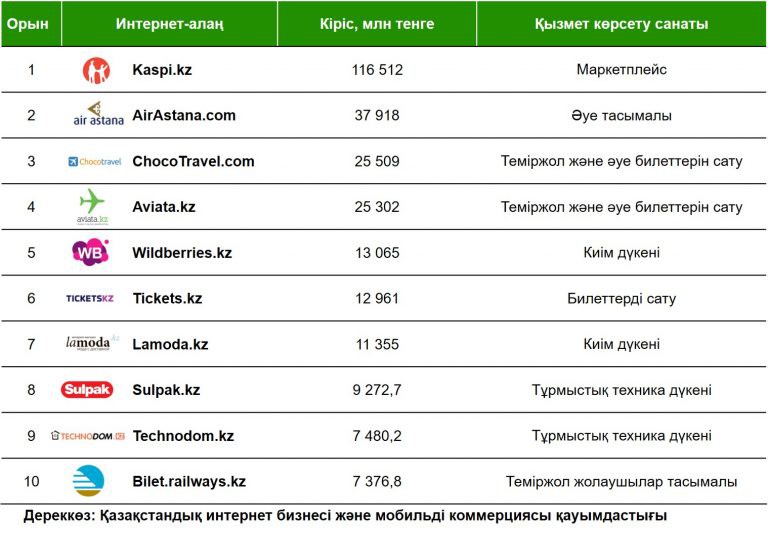 Орын Интернет-алаң Кіріс, млн тенге Қызмет көрсету санаты
1 Kaspi.kz 116 512 Маркетплейс
2 air astana AirAstana.com 37 918 Әуе тасымалы
3 Chocotravel ChocoTravel.com 25 509 Теміржол және әуе билеттерін сату
4 aviata.kz Aviata.kz 25 302 Теміржол және әуе билеттерін сату
5 WB Wildberries.kz 13 065 Киім дүкені
6 TICKETSKZ Tickets.kz 12 961 Билеттерді сату
7 lamoda kz Lamoda.kz 11 355 Киім дүкені
8 Sulpak Sulpak.kz 9 272,7 Тұрмыстық техника дүкені
9 TECHNODOM.KZ Technodom.kz 7 480,2 Тұрмыстық техника дүкені
10 Bilet.railways.kz 7 376,8 Теміржол жолаушылар тасымалы
Дереккөз: Қазақстандық интернет бизнесі және мобильді коммерциясы қауымдастығы